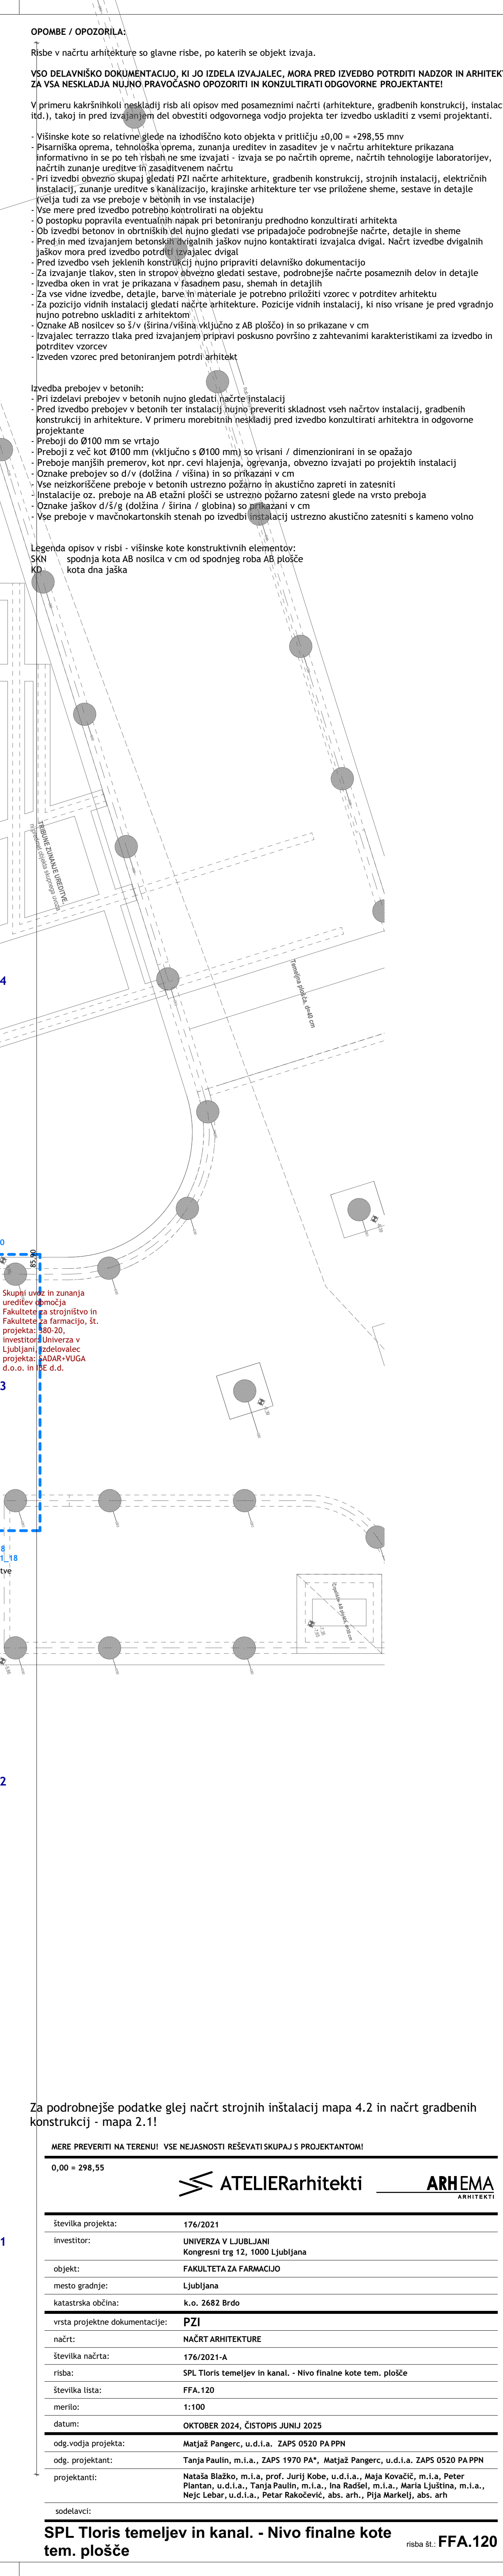 OPOMBE / OPOZORILA:
Risbe v načrtu arhitekture so glavne risbe, po katerih se objekt izvaja.
VSO DELAVNIŠKO DOKUMENTACIJO, KI JO IZDELA IZVAJALEC, MORA PRED IZVEDBO POTRDITI NADZOR IN ARHITEK
ZA VSA NESKLADJA NUJNO PRAVOČASNO OPOZORITI IN KONZULTIRATI ODGOVORNE PROJEKTANTE!
V primeru kakršnihkoli neskladij risb ali opisov med posameznimi načrti (arhitekture, gradbenih konstrukcij, instalac
itd.), takoj in pred izvajanjem del obvestiti odgovornega vodjo projekta ter izvedbo uskladiti z vsemi projektanti.
- Višinske kote so relativne glede na izhodiščno koto objekta v pritličju ±0,00 = +298,55 mnv
- Pisarniška oprema, tehnološka oprema, zunanja ureditev in zasaditev je v načrtu arhitekture prikazana
informativno in se po teh risbah ne sme izvajati - izvaja se po načrtih opreme, načrtih tehnologije laboratorijev,
načrtih zunanje ureditve in zasaditvenem načrtu
- Pri izvedbi obvezno skupaj gledati PZI načrte arhitekture, gradbenih konstrukcij, strojnih instalacij, električnih
instalacij, zunanje ureditve s kanalizacijo, krajinske arhitekture ter vse priložene sheme, sestave in detajle
(velja tudi za vse preboje v betonih in vse instalacije)
- Vse mere pred izvedbo potrebno kontrolirati na objektu
- O postopku popravila eventualnih napak pri betoniranju predhodno konzultirati arhitekta
- Ob izvedbi betonov in obrtniških del nujno gledati vse pripadajoče podrobnejše načrte, detajle in sheme
- Pred in med izvajanjem betonskih dvigalnih jaškov nujno kontaktirati izvajalca dvigal. Načrt izvedbe dvigalnih
jaškov mora pred izvedbo potrditi izvajalec dvigal
- Pred izvedbo vseh jeklenih konstrukcij nujno pripraviti delavniško dokumentacijo
- Za izvajanje tlakov, sten in stropov obvezno gledati sestave, podrobnejše načrte posameznih delov in detajle
- Izvedba oken in vrat je prikazana v fasadnem pasu, shemah in detajlih
- Za vse vidne izvedbe, detajle, barve in materiale je potrebno priložiti vzorec v potrditev arhitektu
- Za pozicijo vidnih instalacij gledati načrte arhitekture. Pozicije vidnih instalacij, ki niso vrisane je pred vgradnjo
nujno potrebno uskladiti z arhitektom
- Oznake AB nosilcev so š/v (širina/višina vključno z AB ploščo) in so prikazane v cm
- Izvajalec terrazzo tlaka pred izvajanjem pripravi poskusno površino z zahtevanimi karakteristikami za izvedbo in
potrditev vzorcev
- Izveden vzorec pred betoniranjem potrdi arhitekt
Izvedba prebojev v betonih:
- Pri izdelavi prebojev v betonih nujno gledati načrte instalacij
- Pred izvedbo prebojev v betonih ter instalacij nujno preveriti skladnost vseh načrtov instalacij, gradbenih
konstrukcij in arhitekture. V primeru morebitnih neskladij pred izvedbo konzultirati arhitektra in odgovorne
projektante
- Preboji do Ø100 mm se vrtajo
- Preboji z več kot Ø100 mm (vključno s Ø100 mm) so vrisani / dimenzionirani in se opažajo
- Preboje manjših premerov, kot npr. cevi hlajenja, ogrevanja, obvezno izvajati po projektih instalacij
- Oznake prebojev so d/v (dolžina / višina) in so prikazani v cm
- Vse neizkoriščene preboje v betonih ustrezno požarno in akustično zapreti in zatesniti
- Instalacije oz. preboje na AB etažni plošči se ustrezno požarno zatesni glede na vrsto preboja
- Oznake jaškov d/š/g (dolžina / širina / globina) so prikazani v cm
- Vse preboje v mavčnokartonskih stenah po izvedbi instalacij ustrezno akustično zatesniti s kamno volno
Legenda opisov v risbi - višinske kote konstruktivnih elementov:
SKN spodnja kota AB nosilca v cm od spodnjeg roba AB plošče
KD kota dna jaška
TRIBUNE ZUNANJE UREDITVE,
4
Temeljna plošča, d=40 cm
0
85,90
Skupni uvoz in zunanja
ureditev območja
Fakultete za strojništvo in
Fakultete za farmacijo, št.
projekta: 380-20,
investitor: Univerza v
Ljubljani, izdelovalec
projekta: SADAR+VUGA
d.o.o. in IBE d.d.
3
8
1_18
tve
2
Za podrobnejše podatke glej načrt strojnih inštalacij mapa 4.2 in načrt gradbenih
konstrukcij - mapa 2.1!
MERE PREVERITI NA TERENU! VSE NEJASNOSTI REŠEVATI SKUPAJ S PROJEKTANTOM!
0,00 = 298,55
ATELIERarhitekti
ARHEMA
ARHITEKTI
1
številka projekta: 176/2021
investitor: UNIVERZA V LJUBLJANI
Kongresni trg 12, 1000 Ljubljana
objekt: FAKULTETA ZA FARMACIJO
mesto gradnje: Ljubljana
katastrska občina: k.o. 2682 Brdo
vrsta projektne dokumentacije: PZI
načrt: NAČRT ARHITEKTURE
številka načrta: 176/2021-A
risba: SPL Tloris temeljev in kanal. - Nivo finalne kote tem. plošče
številka lista: FFA.120
merilo: 1:100
datum: OKTOBER 2024, ČISTOPIS JUNIJ 2025
odg.vodja projekta: Matjaž Pangerc, u.d.i.a. ZAPS 0520 PA PPN
odg. projektant: Tanja Paulin, m.i.a., ZAPS 1970 PA*, Matjaž Pangerc, u.d.i.a. ZAPS 0520 PA PPN
projektanti: Nataša Blažko, m.i.a, prof. Jurij Kobe, u.d.i.a., Maja Kovačič, m.i.a, Peter
Plantan, u.d.i.a., Tanja Paulin, m.i.a., Ina Radšel, m.i.a., Maria Ljuština, m.i.a.,
Nejc Lebar, u.d.i.a., Petar Rakočević, abs. arh., Pija Markelj, abs. arh
sodelavci:
SPL Tloris temeljev in kanal. - Nivo finalne kote
tem. plošče
risba št.: FFA.120